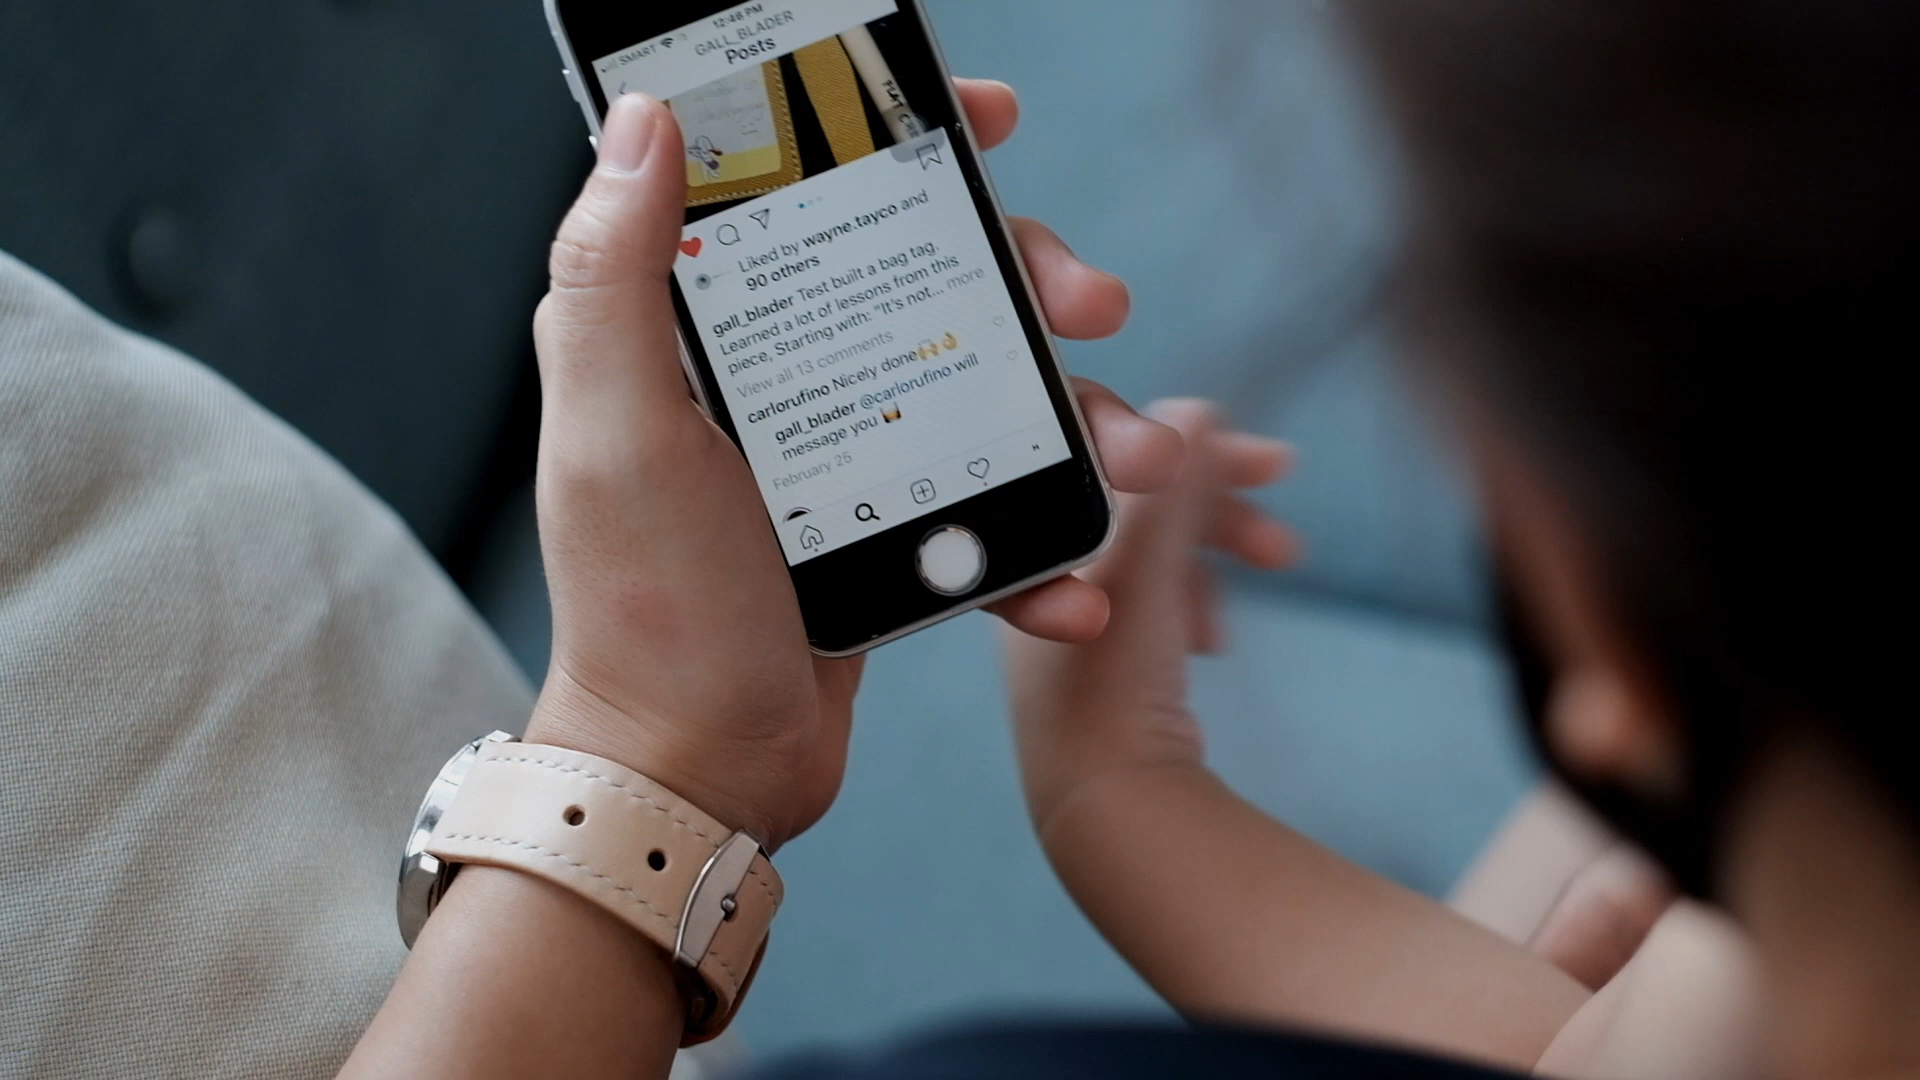 SMART 12:46 PM
GALL_BLADER
Posts
Liked by wayne.tayco and
90 others
gall_blader Test built a bag tag.
Learned a lot of lessons from this
piece, Starting with: “It's not... more
View all 13 comments
carlorufino Nicely done🙌👌
gall_blader @carlorufino will
message you 🥃
February 25